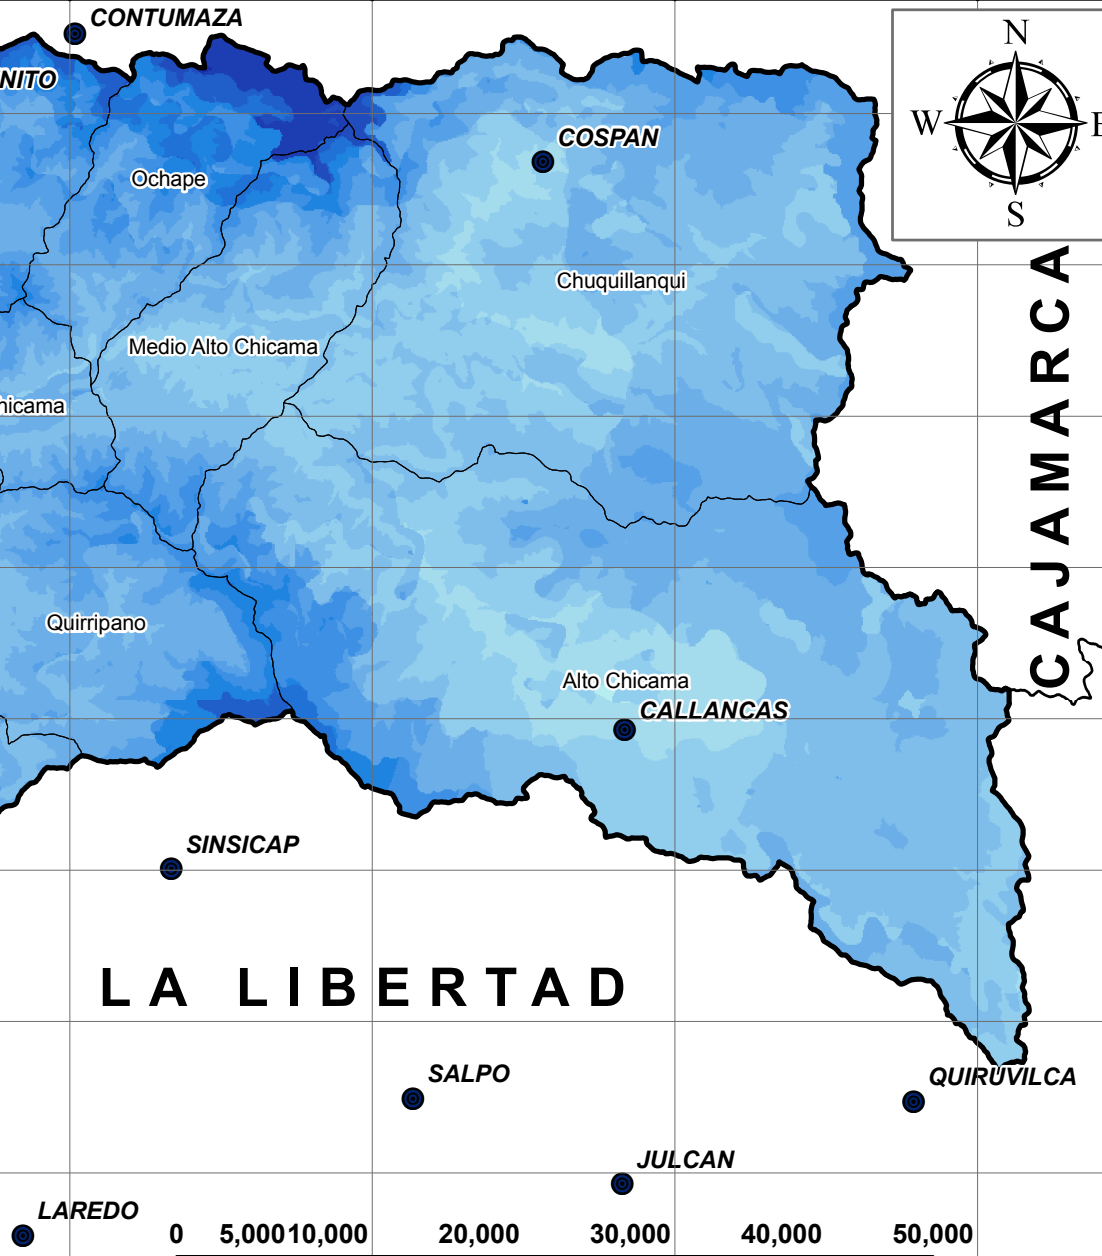 CONTUMAZA
N
NITO
COSPAN
W
E
Ochape
S
Chuquillanqui
Medio Alto Chicama
hicama
CAJAMARCA
Quirripano
Alto Chicama
CALLANCAS
SINSICAP
LA LIBERTAD
SALPO
QUIRUVILCA
JULCAN
LAREDO
0 5,000 10,000 20,000 30,000 40,000 50,000